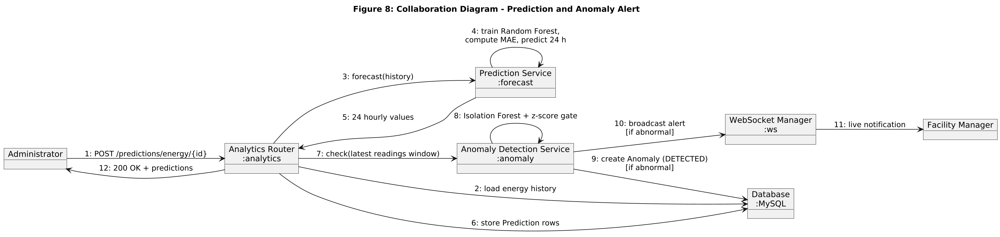 Figure 8: Collaboration Diagram - Prediction and Anomaly Alert
4: train Random Forest,
compute MAE, predict 24 h
Prediction Service
:forecast
3: forecast(history)
5: 24 hourly values
8: Isolation Forest + z-score gate
10: broadcast alert
[if abnormal]
WebSocket Manager
:ws
11: live notification
Facility Manager
Administrator
1: POST /predictions/energy/{id}
12: 200 OK + predictions
Analytics Router
:analytics
7: check(latest readings window)
Anomaly Detection Service
:anomaly
9: create Anomaly (DETECTED)
[if abnormal]
2: load energy history
Database
:MySQL
6: store Prediction rows